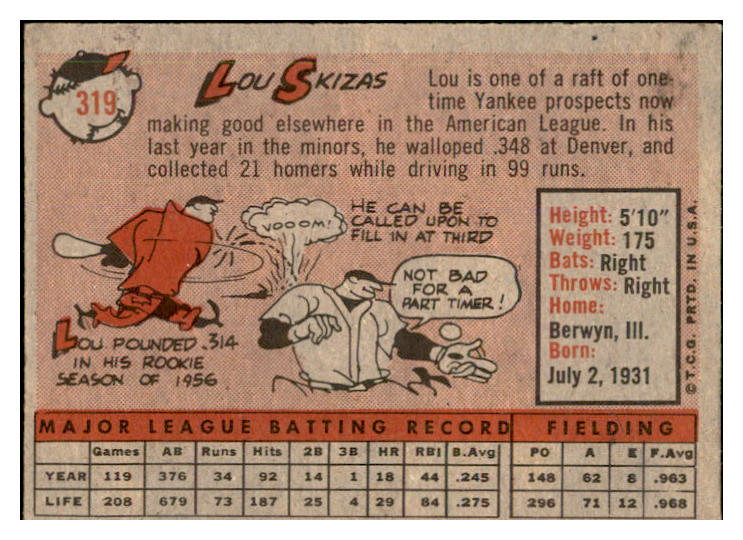 319
LOU SKIZAS
Lou is one of a raft of one-
time Yankee prospects now
making good elsewhere in the American League. In his
last year in the minors, he walloped .348 at Denver, and
collected 21 homers while driving in 99 runs.
VOOOM!
HE CAN BE
CALLED UPON TO
FILL IN AT THIRD
NOT BAD
FOR A
PART TIMER!
LOU POUNDED .314
IN HIS ROOKIE
SEASON OF 1956
Height: 5'10"
Weight: 175
Bats: Right
Throws: Right
Home:
Berwyn, Ill.
Born:
July 2, 1931
© T.C.G. PRTD. IN U.S.A.
MAJOR LEAGUE BATTING RECORD FIELDING
Games AB Runs Hits 2B 3B HR RBI B.Avg PO A E F.Avg
YEAR 119 376 34 92 14 1 18 44 .245 148 62 8 .963
LIFE 208 679 73 187 25 4 29 84 .275 296 71 12 .968